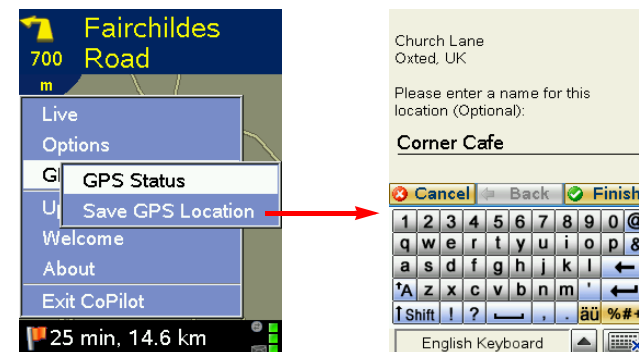 Fairchildes
700 Road
m
Live
Options
GPS Status
Save GPS Location
Welcome
About
Exit CoPilot
25 min, 14.6 km
Church Lane
Oxted, UK
Please enter a name for this
location (Optional):
Corner Cafe
Cancel Back Finish
1 2 3 4 5 6 7 8 9 0 @
q w e r t y u i o p &
a s d f g h j k l
A z x c v b n m '
Shift ! ? , . äü %#+
English Keyboard